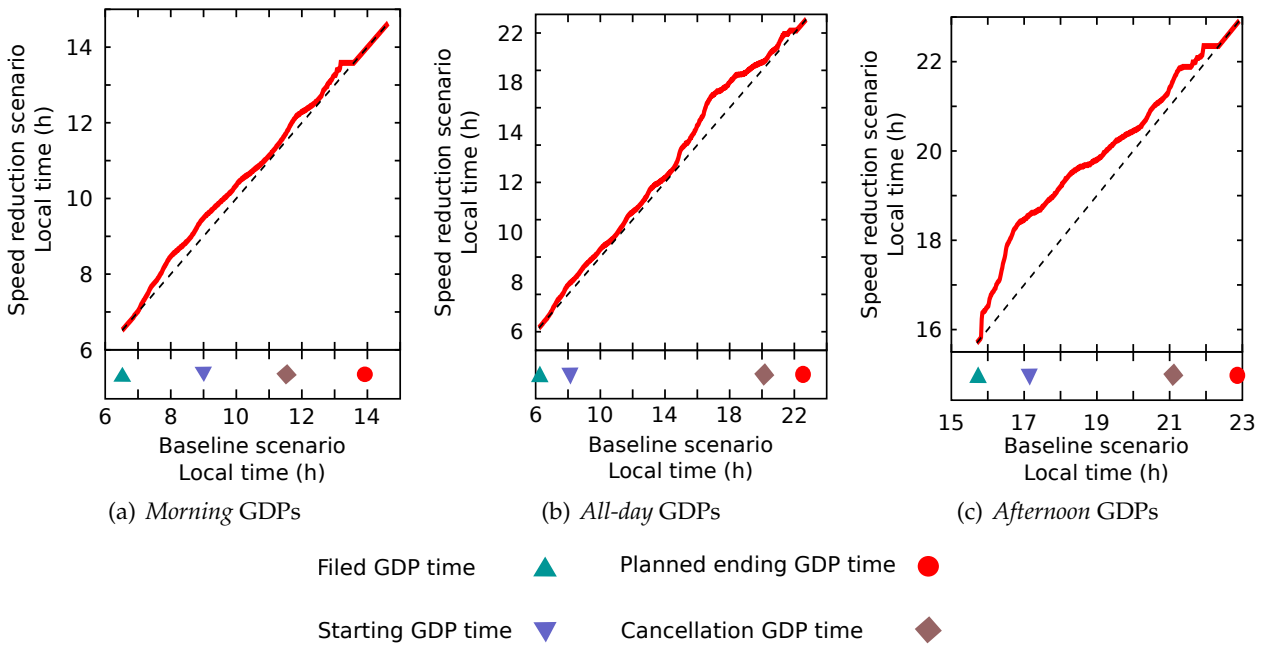 Speed reduction scenario
Local time (h)
14
12
10
8
6
6 8 10 12 14
Baseline scenario
Local time (h)
(a) Morning GDPs
Speed reduction scenario
Local time (h)
22
18
14
12
10
8
6
6 10 14 18 22
Baseline scenario
Local time (h)
(b) All-day GDPs
Speed reduction scenario
Local time (h)
22
20
18
16
15 17 19 21 23
Baseline scenario
Local time (h)
(c) Afternoon GDPs
Filed GDP time
Planned ending GDP time
Starting GDP time
Cancellation GDP time